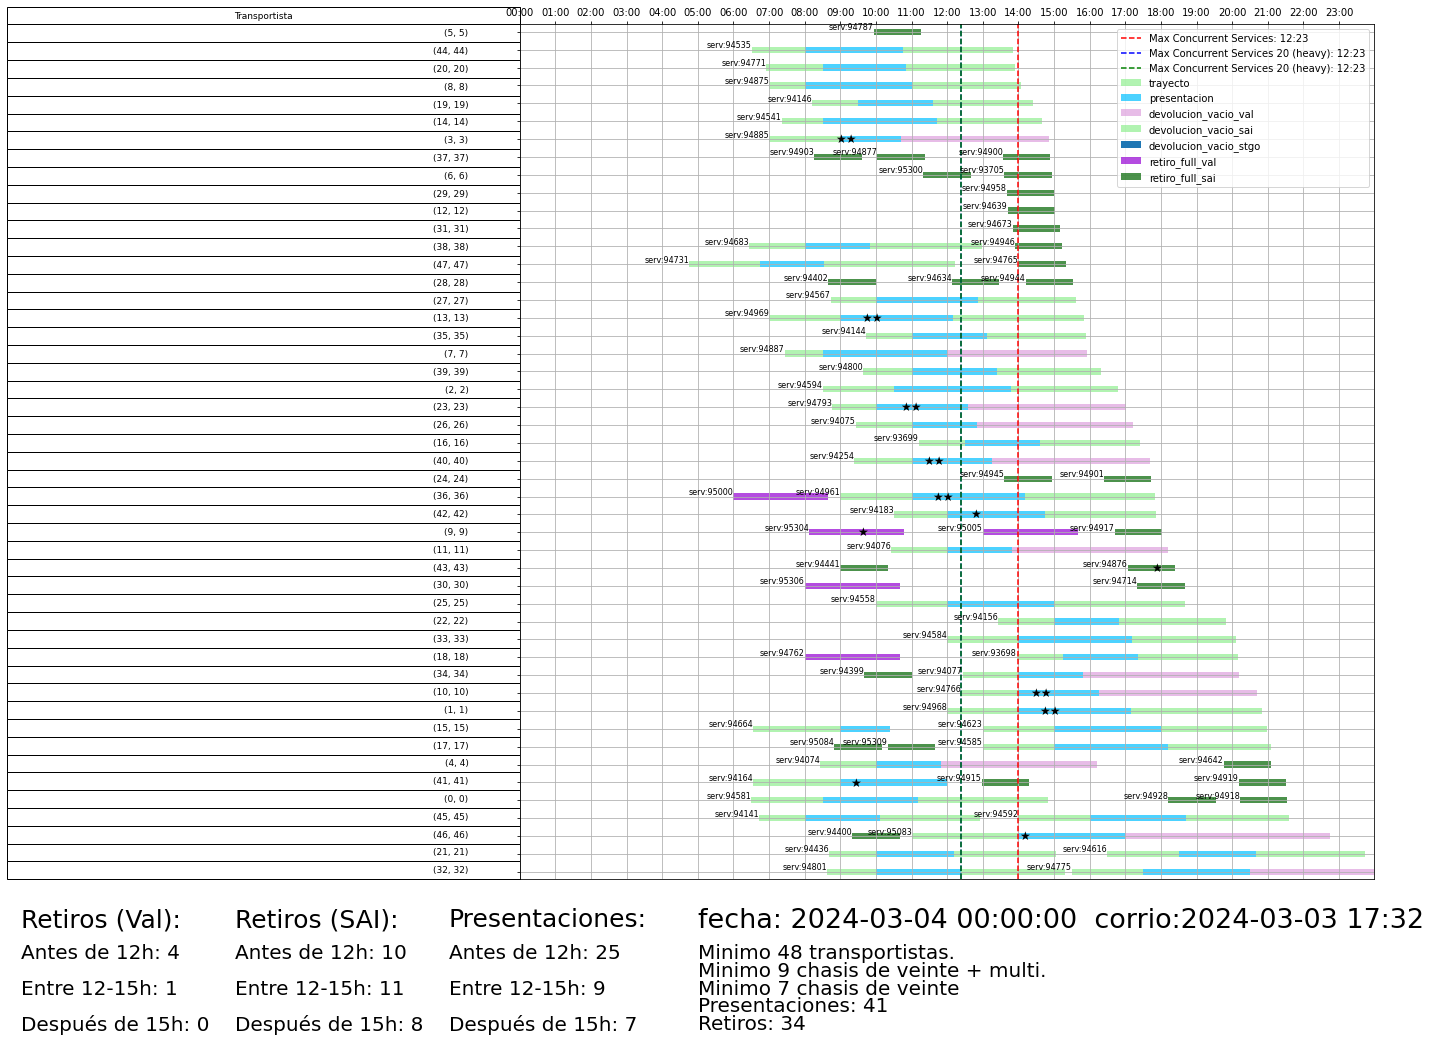 Transportista
00:00 01:00 02:00 03:00 04:00 05:00 06:00 07:00 08:00 09:00 10:00 11:00 12:00 13:00 14:00 15:00 16:00 17:00 18:00 19:00 20:00 21:00 22:00 23:00
Max Concurrent Services: 12:23
Max Concurrent Services 20 (heavy): 12:23
Max Concurrent Services 20 (heavy): 12:23
trayecto
presentacion
devolucion_vacio_val
devolucion_vacio_sai
devolucion_vacio_stgo
retiro_full_val
retiro_full_sai
(5, 5) serv:94787
(44, 44) serv:94535
(20, 20) serv:94771
(8, 8) serv:94875
(19, 19) serv:94146
(14, 14) serv:94541
(3, 3) serv:94885
(37, 37) serv:94903 serv:94877 serv:94900
(6, 6) serv:95300 serv:93705
(29, 29) serv:94958
(12, 12) serv:94639
(31, 31) serv:94673
(38, 38) serv:94683 serv:94946
(47, 47) serv:94731 serv:94765
(28, 28) serv:94402 serv:94634 serv:94944
(27, 27) serv:94567
(13, 13) serv:94969
(35, 35) serv:94144
(7, 7) serv:94887
(39, 39) serv:94800
(2, 2) serv:94594
(23, 23) serv:94793
(26, 26) serv:94075
(16, 16) serv:93699
(40, 40) serv:94254
(24, 24) serv:94945 serv:94901
(36, 36) serv:95000 serv:94961
(42, 42) serv:94183
(9, 9) serv:95304 serv:95005 serv:94917
(11, 11) serv:94076
(43, 43) serv:94441 serv:94876
(30, 30) serv:95306 serv:94714
(25, 25) serv:94558
(22, 22) serv:94156
(33, 33) serv:94584
(18, 18) serv:94762 serv:93698
(34, 34) serv:94399 serv:94077
(10, 10) serv:94766
(1, 1) serv:94968
(15, 15) serv:94664 serv:94623
(17, 17) serv:95084 serv:95309 serv:94585
(4, 4) serv:94074 serv:94642
(41, 41) serv:94164 serv:94915 serv:94919
(0, 0) serv:94581 serv:94928 serv:94918
(45, 45) serv:94141 serv:94592
(46, 46) serv:94400 serv:95083
(21, 21) serv:94436 serv:94616
(32, 32) serv:94801 serv:94775
Retiros (Val):
Antes de 12h: 4
Entre 12-15h: 1
Después de 15h: 0
Retiros (SAI):
Antes de 12h: 10
Entre 12-15h: 11
Después de 15h: 8
Presentaciones:
Antes de 12h: 25
Entre 12-15h: 9
Después de 15h: 7
fecha: 2024-03-04 00:00:00 corrio:2024-03-03 17:32
Minimo 48 transportistas.
Minimo 9 chasis de veinte + multi.
Minimo 7 chasis de veinte
Presentaciones: 41
Retiros: 34